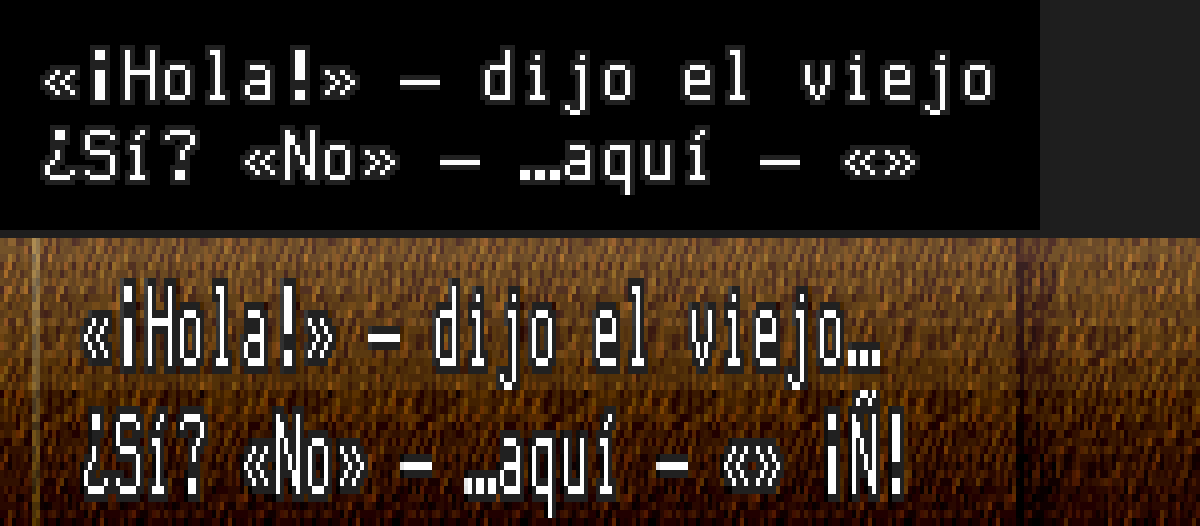 «¡Hola!» — dijo el viejo
¿Sí? «No» — …aquí — «»
«¡Hola!» — dijo el viejo…
¿Sí? «No» — …aquí — «» ¡Ñ!